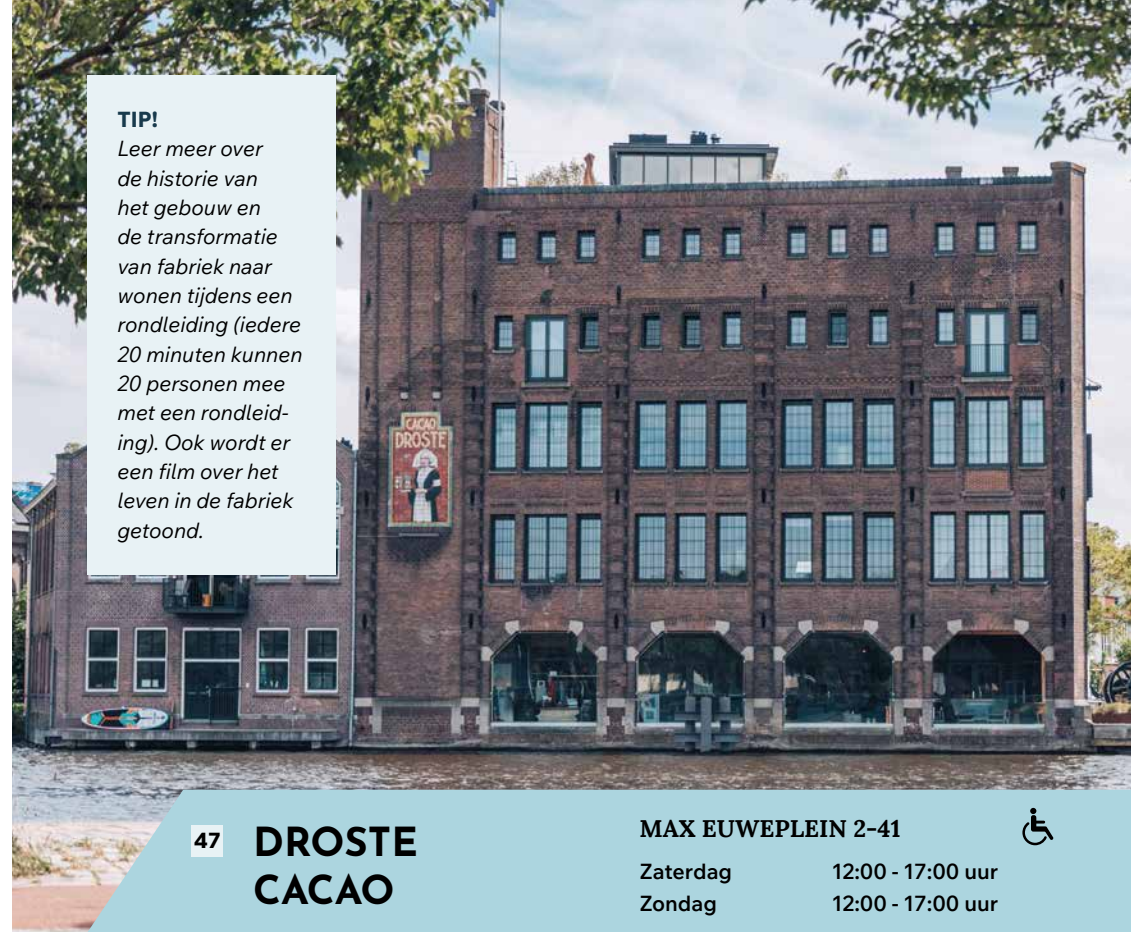 TIP!
Leer meer over
de historie van
het gebouw en
de transformatie
van fabriek naar
wonen tijdens een
rondleiding (iedere
20 minuten kunnen
20 personen mee
met een rondleid-
ing). Ook wordt er
een film over het
leven in de fabriek
getoond.
CACAO
DROSTE
47
DROSTE
CACAO
MAX EUWEPLEIN 2-41
Zaterdag 12:00 - 17:00 uur
Zondag 12:00 - 17:00 uur